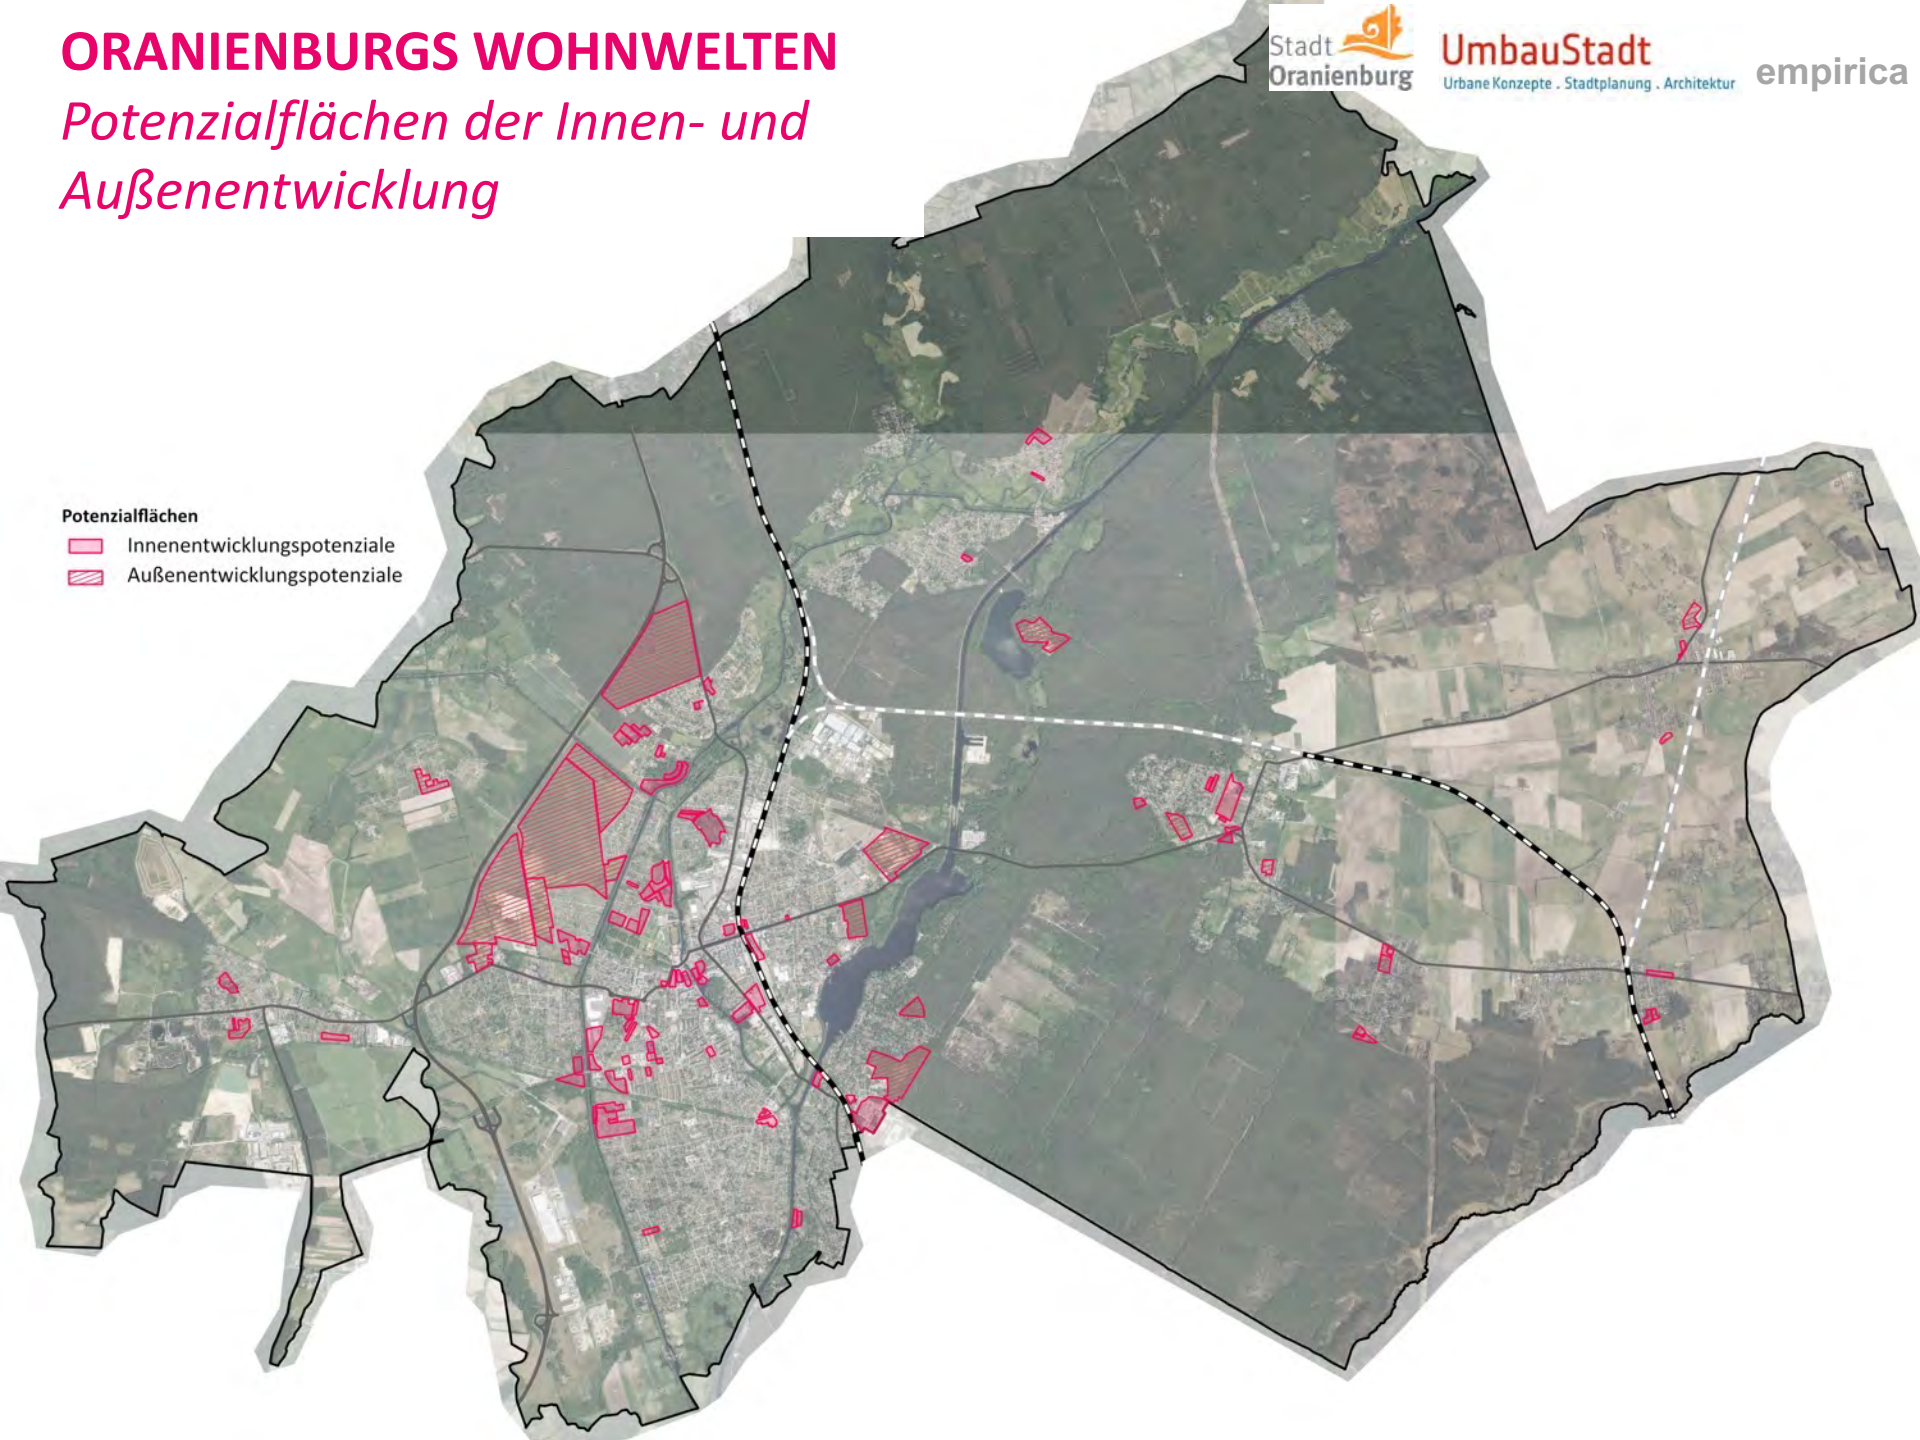 ORANIENBURGS WOHNWELTEN
Potenzialflächen der Innen- und
Außenentwicklung
Stadt
Oranienburg
UmbauStadt
Urbane Konzepte . Stadtplanung . Architektur
empirica
Potenzialflächen
Innenentwicklungspotenziale
Außenentwicklungspotenziale